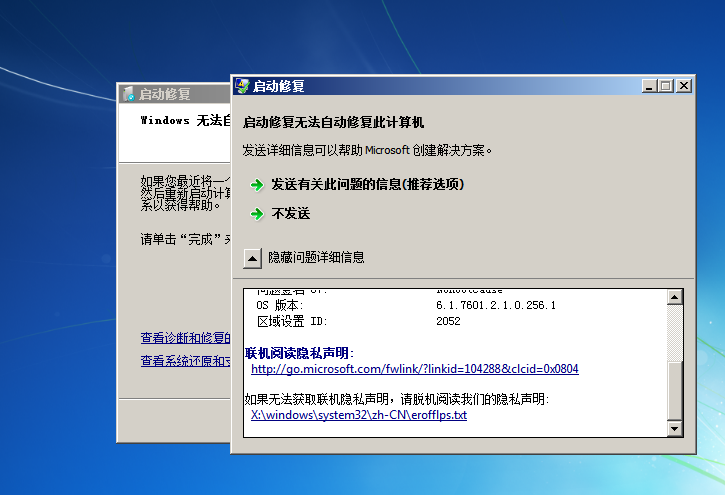 启动修复
Windows 无法自
如果您最近将一个
然后重新启动计算
系以获得帮助。
请单击“完成”来
查看诊断和修复的
查看系统还原和支
启动修复
启动修复无法自动修复此计算机
发送详细信息可以帮助 Microsoft 创建解决方案。
发送有关此问题的信息(推荐选项)
不发送
隐藏问题详细信息
OS 版本: 6.1.7601.2.1.0.256.1
区域设置 ID: 2052
联机阅读隐私声明:
http://go.microsoft.com/fwlink/?linkid=104288&clcid=0x0804
如果无法获取联机隐私声明，请脱机阅读我们的隐私声明:
X:\windows\system32\zh-CN\erofflps.txt